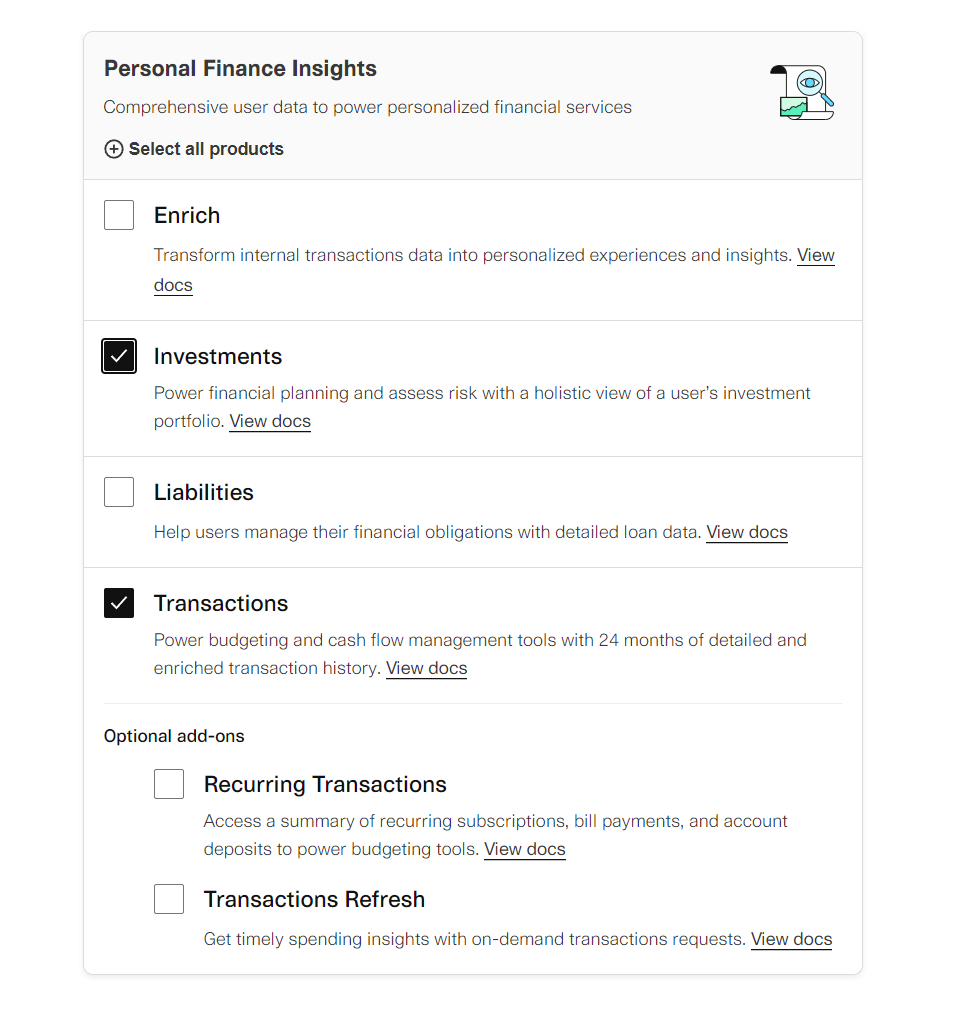 Personal Finance Insights
Comprehensive user data to power personalized financial services
Select all products
Enrich
Transform internal transactions data into personalized experiences and insights. View
docs
Investments
Power financial planning and assess risk with a holistic view of a user’s investment
portfolio. View docs
Liabilities
Help users manage their financial obligations with detailed loan data. View docs
Transactions
Power budgeting and cash flow management tools with 24 months of detailed and
enriched transaction history. View docs
Optional add-ons
Recurring Transactions
Access a summary of recurring subscriptions, bill payments, and account
deposits to power budgeting tools. View docs
Transactions Refresh
Get timely spending insights with on-demand transactions requests. View docs